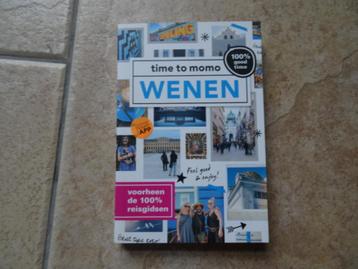 time to momo
100%
good
time
WENEN
APP
Feel good
& enjoy!
voorheen
de 100%
reisgidsen